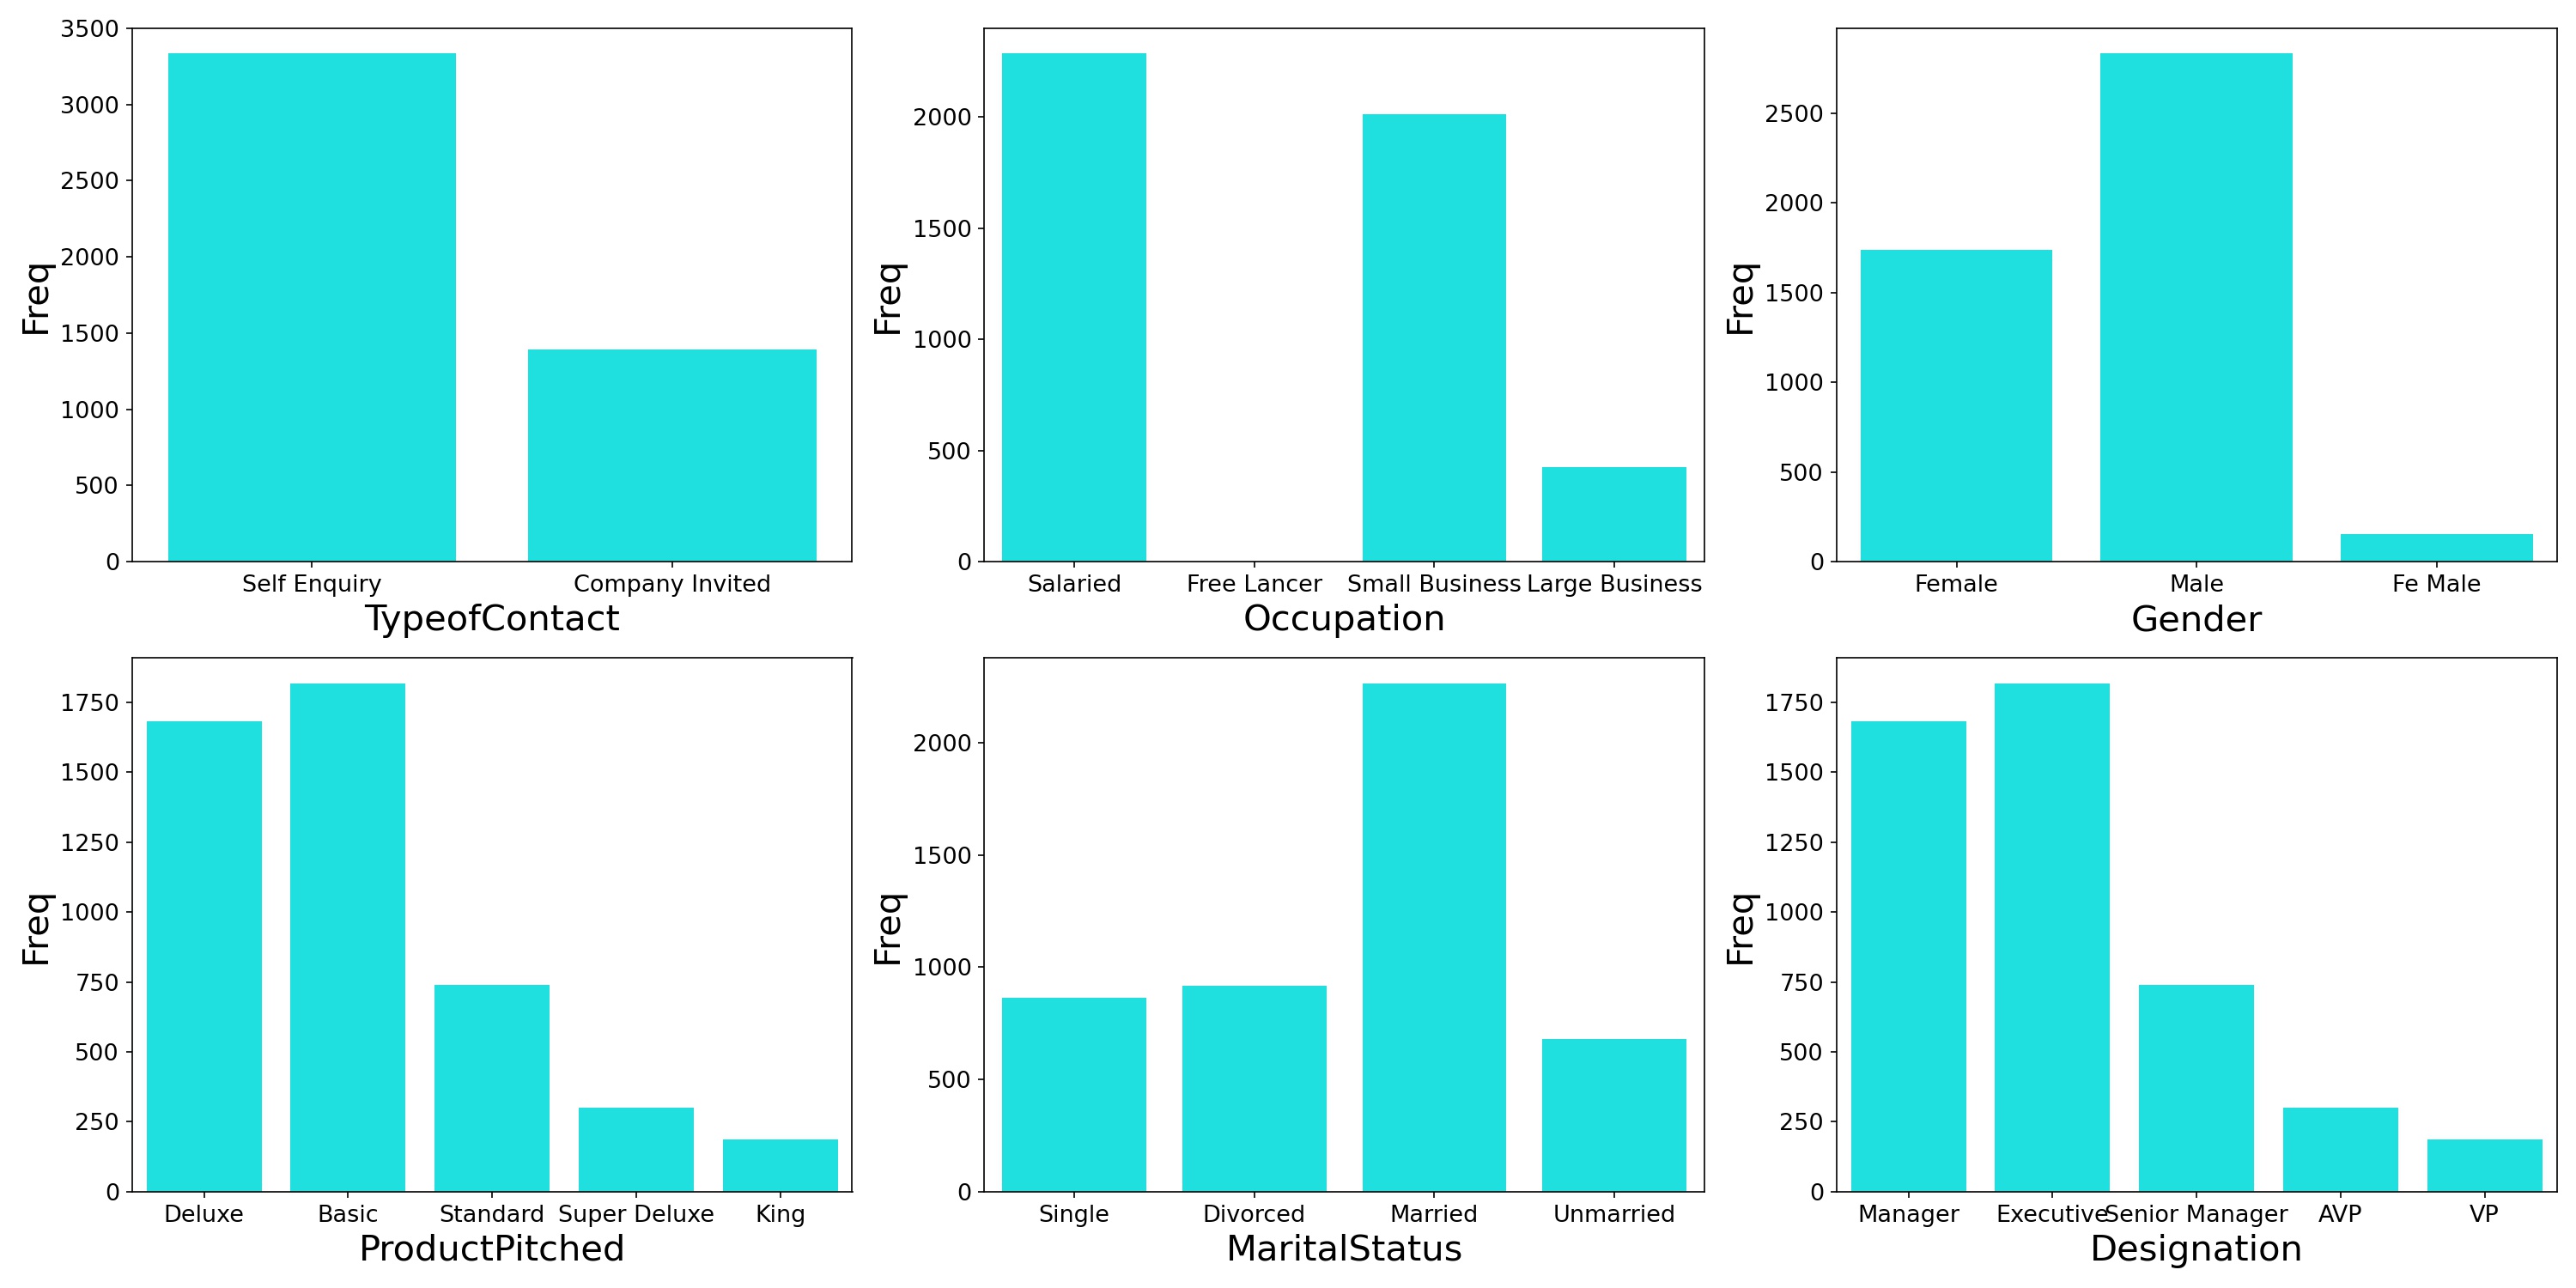 3500
3000
2500
2000
1500
1000
500
0
Freq
Self Enquiry Company Invited
TypeofContact
2000
1500
1000
500
0
Freq
Salaried Free Lancer Small Business Large Business
Occupation
2500
2000
1500
1000
500
0
Freq
Female Male Fe Male
Gender
1750
1500
1250
1000
750
500
250
0
Freq
Deluxe Basic Standard Super Deluxe King
ProductPitched
2000
1500
1000
500
0
Freq
Single Divorced Married Unmarried
MaritalStatus
1750
1500
1250
1000
750
500
250
0
Freq
Manager Executive Senior Manager AVP VP
Designation